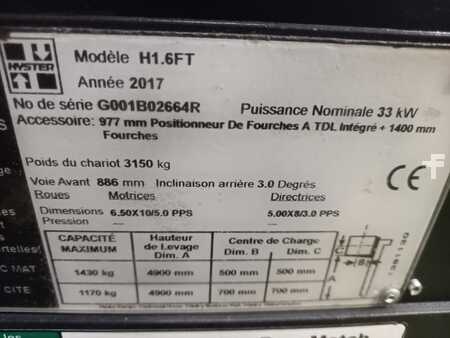 HYSTER
Modèle H1.6FT
Année 2017
No de série G001B02664R Puissance Nominale 33 kW
Accessoire: 977 mm Positionneur De Fourches A TDL Intégré + 1400 mm
Fourches
Poids du chariot 3150 kg
Voie Avant 886 mm Inclinaison arrière 3.0 Degrés
Roues Motrices Directrices
Dimensions 6.50X10/5.0 PPS 5.00X8/3.0 PPS
Pression — —
CAPACITÉ MAXIMUM Hauteur de Levage Dim. A Centre de Charge Dim. B Dim. C
1430 kg 4900 mm 500 mm 500 mm
1170 kg 4900 mm 700 mm 700 mm
CE
C
B
A
C MAT
CITE